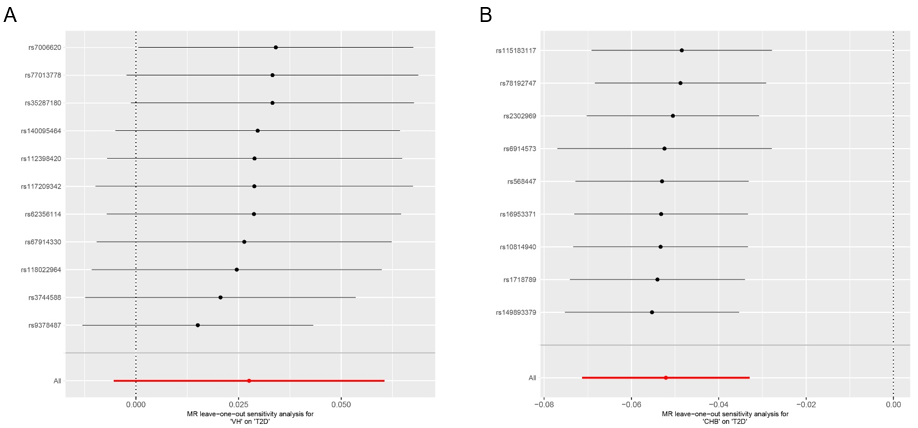 A
rs7006620
rs77013778
rs35287180
rs140095464
rs112398420
rs117209342
rs62356114
rs67914330
rs118022964
rs3744588
rs9378487
All
0.000 0.025 0.050
MR leave-one-out sensitivity analysis for
'VH' on 'T2D'
B
rs115183117
rs78192747
rs2302969
rs6914573
rs568447
rs16953371
rs10814940
rs1718789
rs149893379
All
−0.08 −0.06 −0.04 −0.02 0.00
MR leave-one-out sensitivity analysis for
'CHB' on 'T2D'